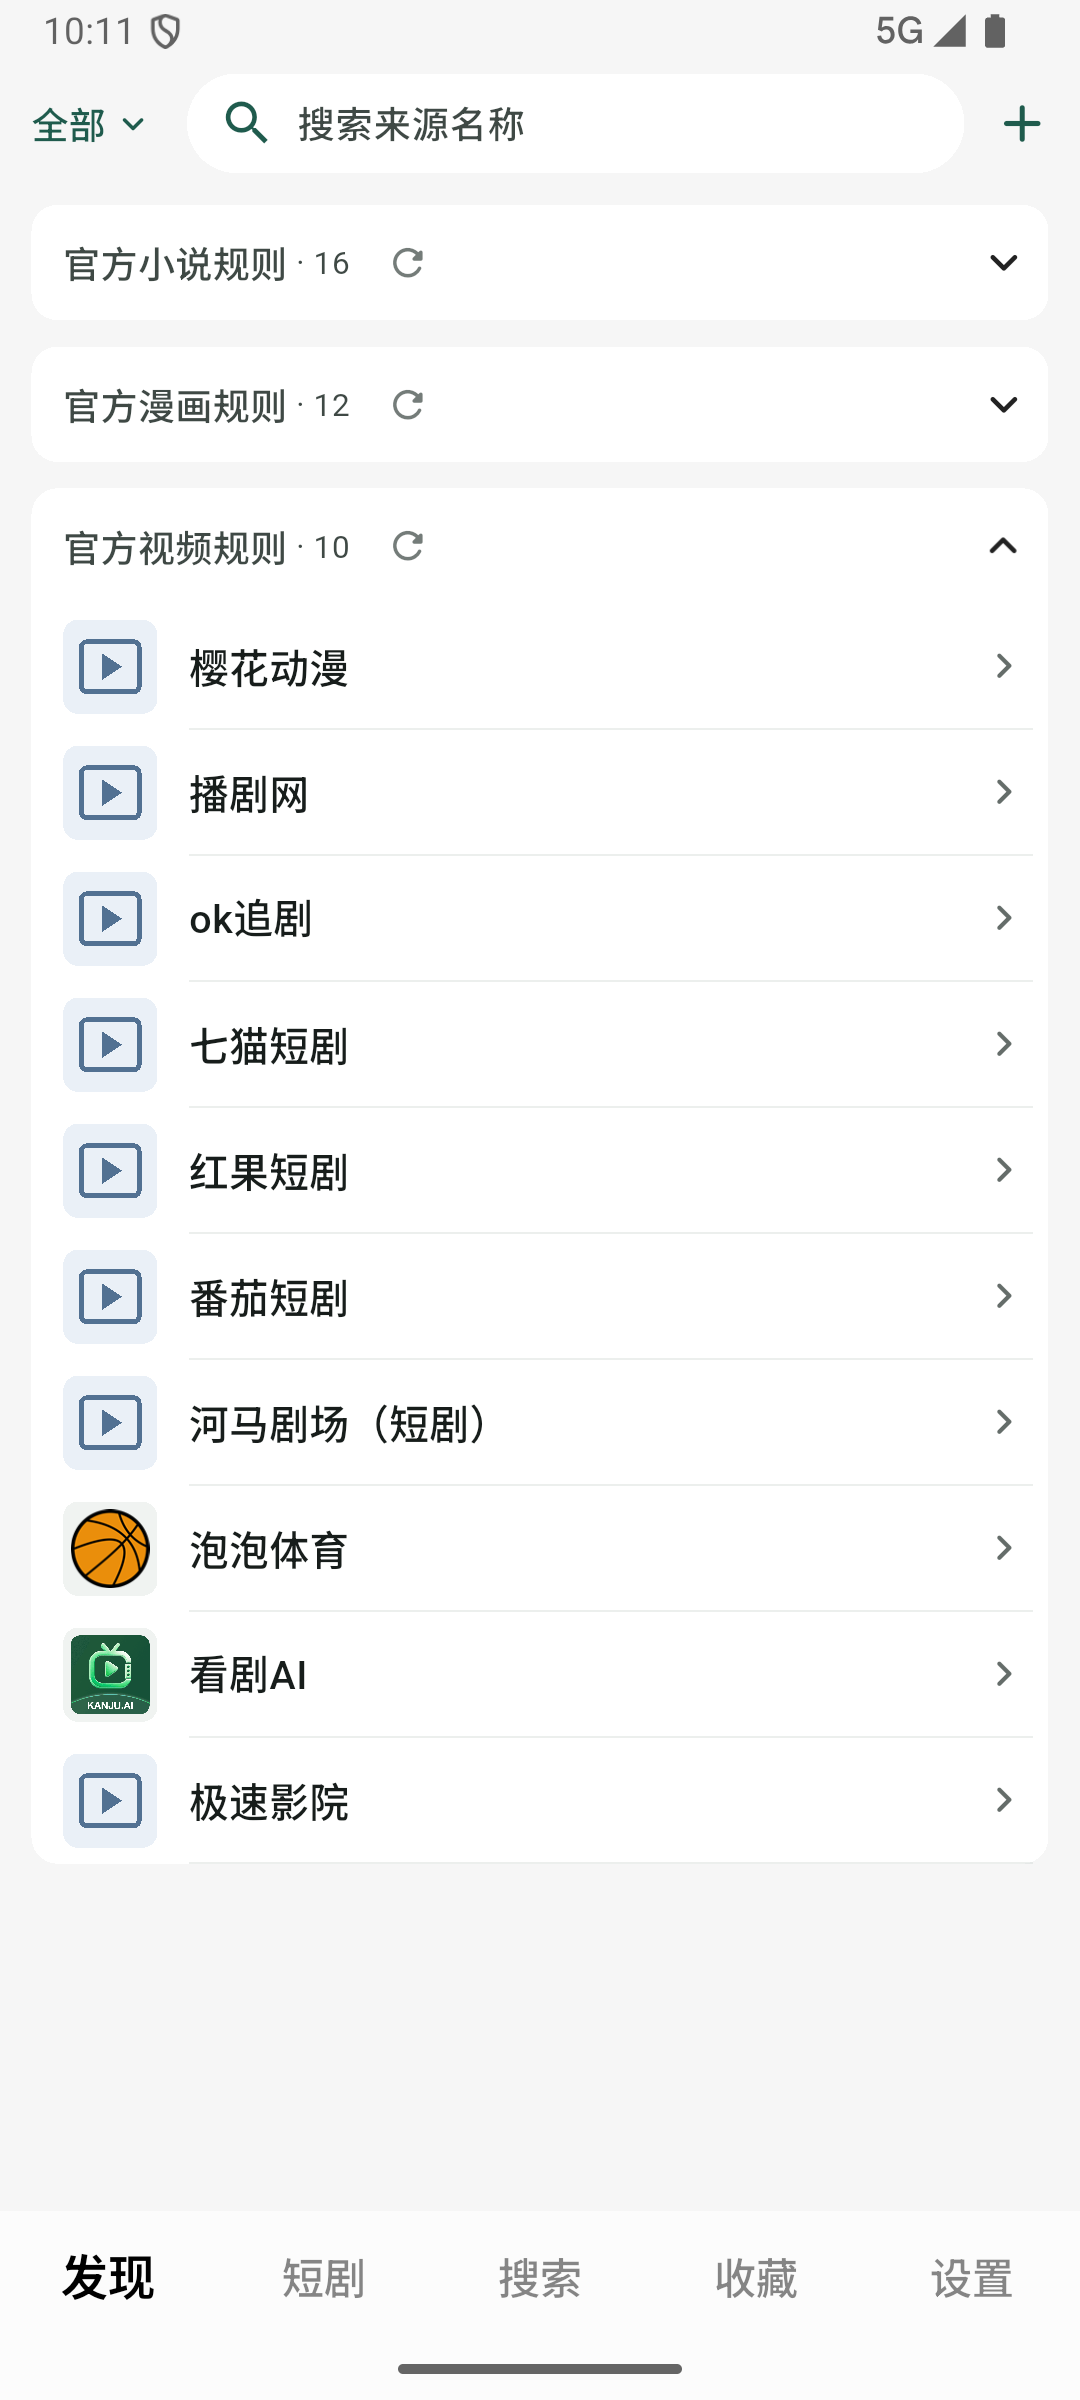 10:11 5G
全部 搜索来源名称
官方小说规则 · 16
官方漫画规则 · 12
官方视频规则 · 10
樱花动漫
播剧网
ok追剧
七猫短剧
红果短剧
番茄短剧
河马剧场（短剧）
泡泡体育
KANJU.AI
看剧AI
极速影院
发现 短剧 搜索 收藏 设置